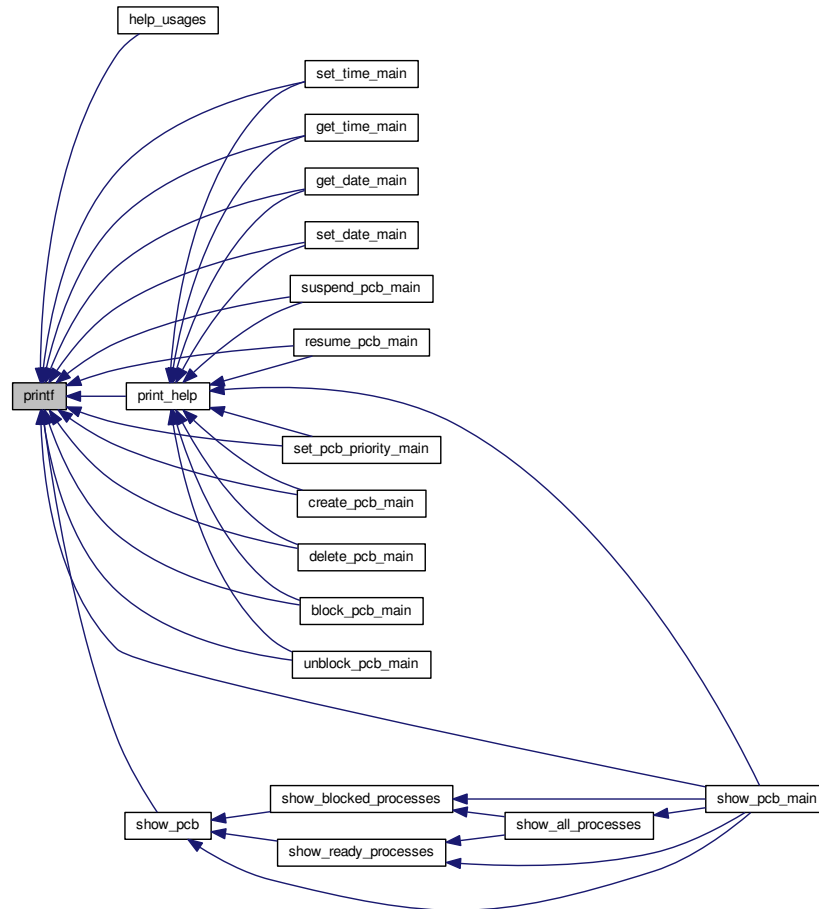 help_usages
set_time_main
get_time_main
get_date_main
set_date_main
suspend_pcb_main
resume_pcb_main
printf
print_help
set_pcb_priority_main
create_pcb_main
delete_pcb_main
block_pcb_main
unblock_pcb_main
show_blocked_processes
show_pcb_main
show_pcb
show_all_processes
show_ready_processes